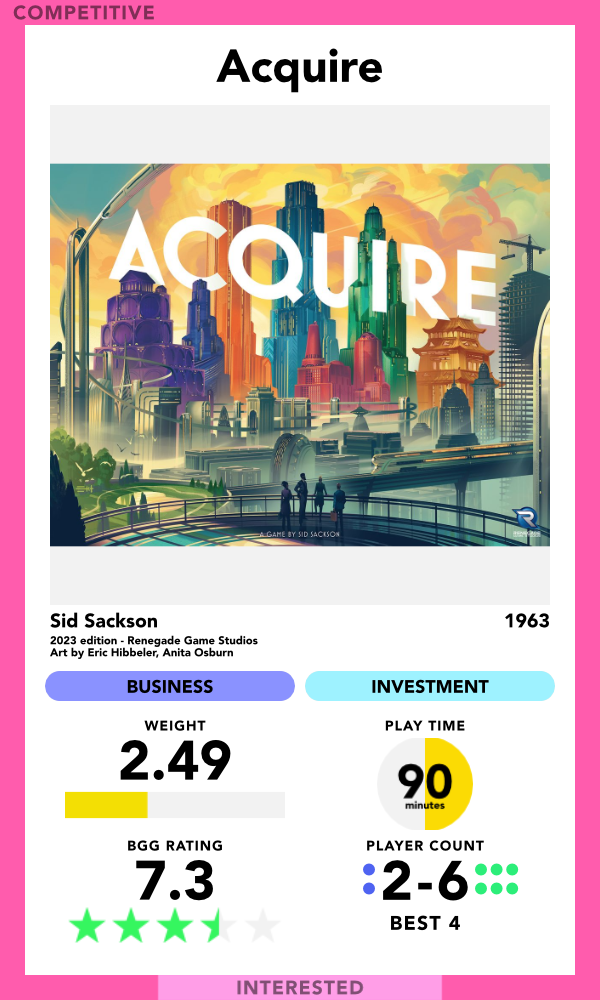 COMPETITIVE
Acquire
ACQUIRE
A GAME BY SID SACKSON
Sid Sackson 1963
2023 edition - Renegade Game Studios
Art by Eric Hibbeler, Anita Osburn
BUSINESS INVESTMENT
WEIGHT PLAY TIME
2.49 90
minutes
BGG RATING PLAYER COUNT
7.3 2-6
BEST 4
INTERESTED